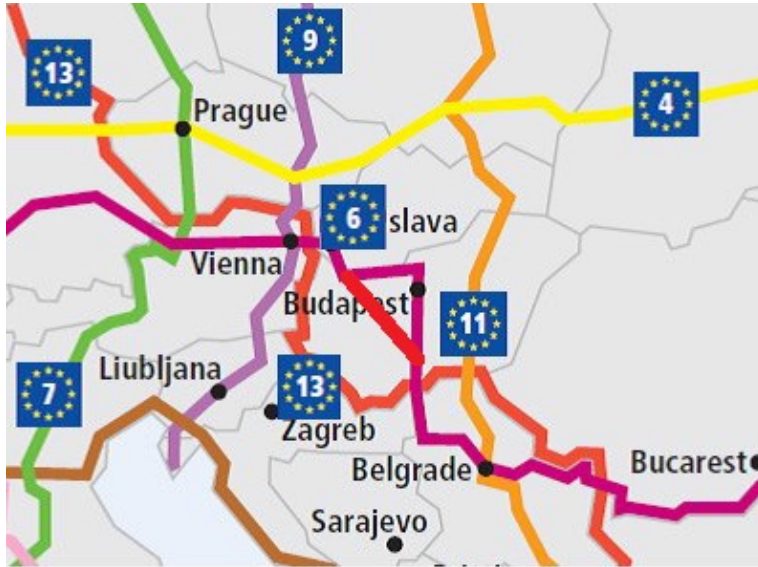 9
13
4
Prague
6
slava
Vienna
Budapest
11
Liubljana
7
13
Zagreb
Belgrade
Bucarest
Sarajevo